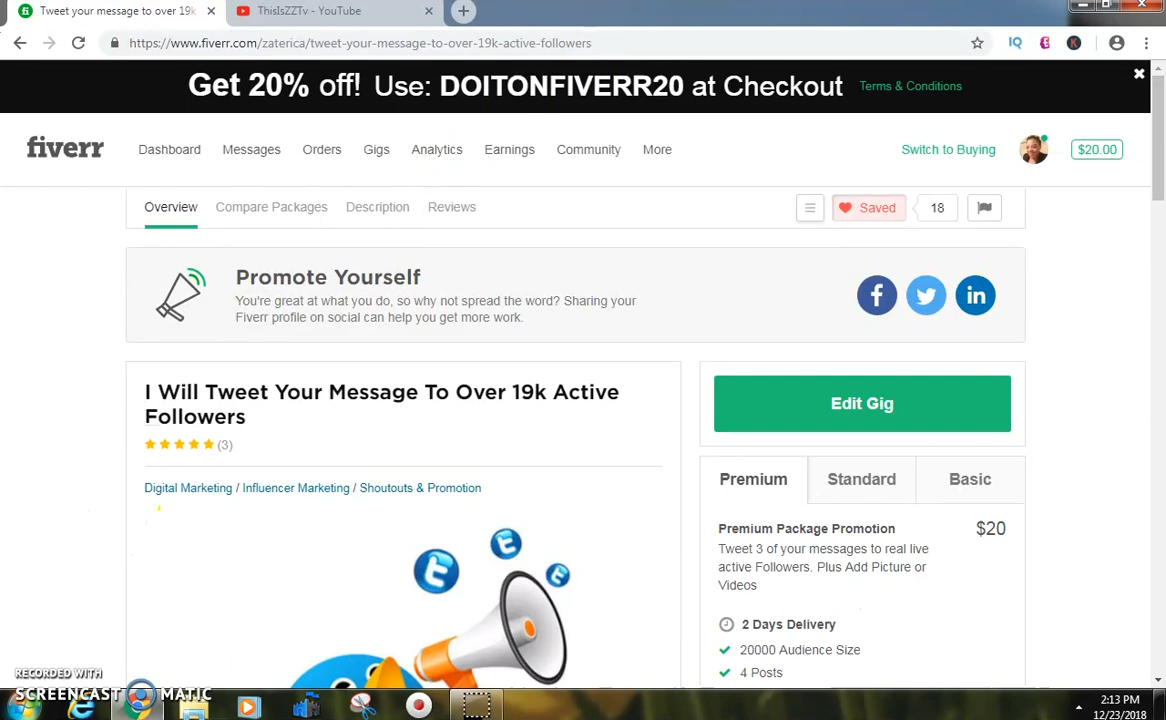 Tweet your message to over 19k
ThisIsZZTv - YouTube
https://www.fiverr.com/zaterica/tweet-your-message-to-over-19k-active-followers
IQ
K
Get 20% off! Use: DOITONFIVERR20 at Checkout Terms & Conditions
fiverr
Dashboard Messages Orders Gigs Analytics Earnings Community More
Switch to Buying
$20.00
Overview Compare Packages Description Reviews
Saved
18
Promote Yourself
You're great at what you do, so why not spread the word? Sharing your
Fiverr profile on social can help you get more work.
I Will Tweet Your Message To Over 19k Active
Followers
(3)
Digital Marketing / Influencer Marketing / Shoutouts & Promotion
Edit Gig
Premium Standard Basic
Premium Package Promotion $20
Tweet 3 of your messages to real live
active Followers. Plus Add Picture or
Videos
2 Days Delivery
20000 Audience Size
4 Posts
RECORDED WITH
SCREENCAST MATIC
2:13 PM
12/23/2018